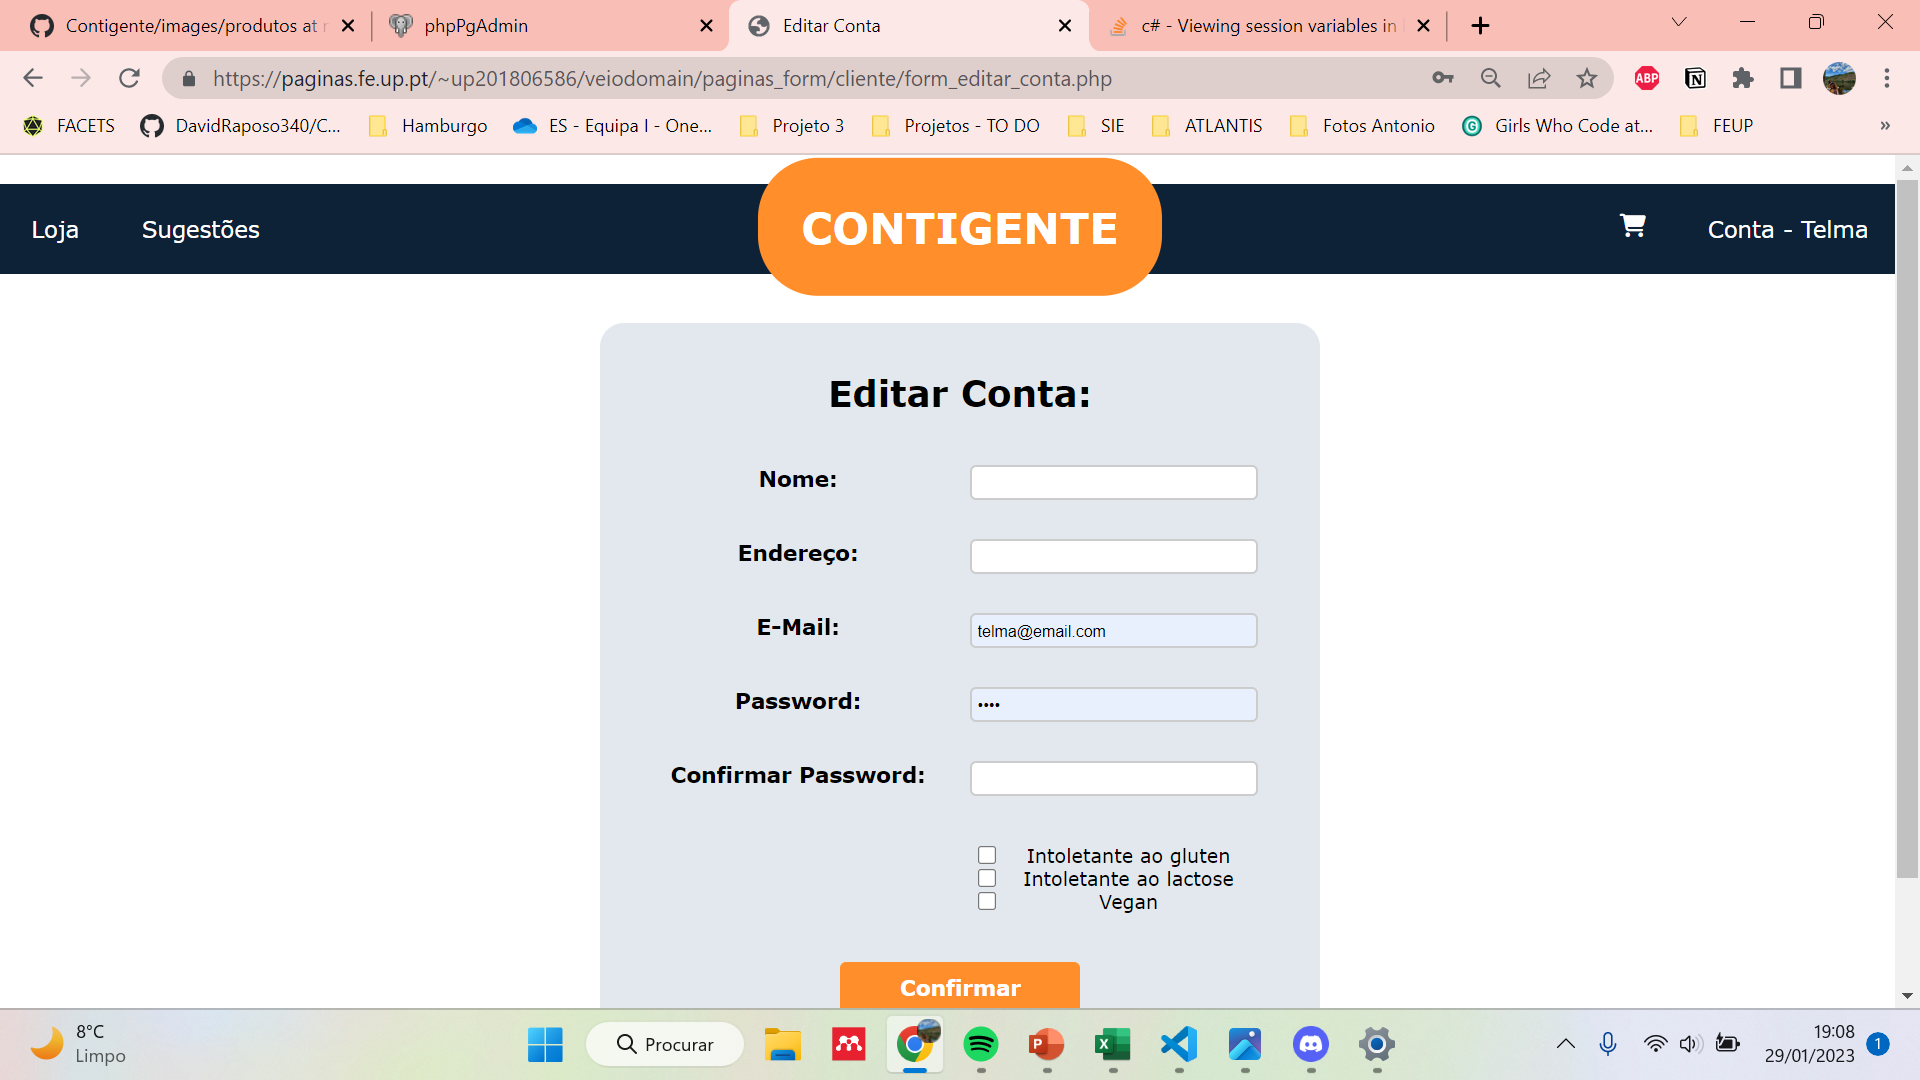 Contigente/images/produtos at
phpPgAdmin
Editar Conta
c# - Viewing session variables in
https://paginas.fe.up.pt/~up201806586/veiodomain/paginas_form/cliente/form_editar_conta.php
ABP
N
FACETS
DavidRaposo340/C...
Hamburgo
ES - Equipa I - One...
Projeto 3
Projetos - TO DO
SIE
ATLANTIS
Fotos Antonio
G
Girls Who Code at...
FEUP
»
Loja
Sugestões
CONTIGENTE
Conta - Telma
Editar Conta:
Nome:
Endereço:
E-Mail:
telma@email.com
Password:
••••
Confirmar Password:
Intoletante ao gluten
Intoletante ao lactose
Vegan
Confirmar
8°C
Limpo
Procurar
P
X
19:08
29/01/2023
1